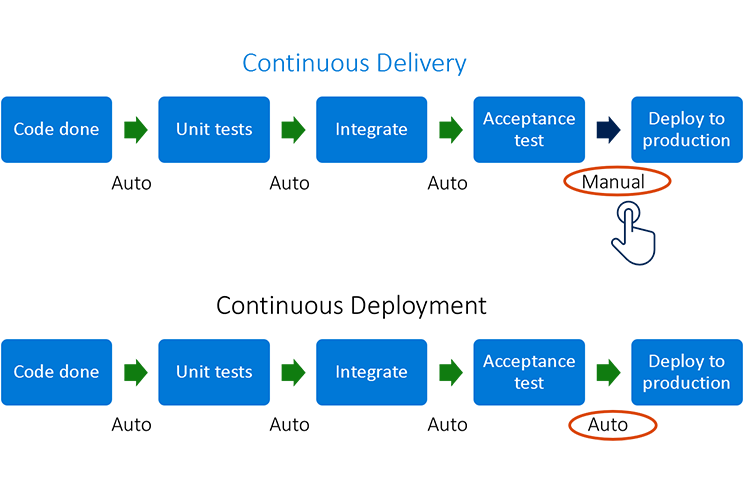 Continuous Delivery
Code done
Unit tests
Integrate
Acceptance
test
Deploy to
production
Auto
Auto
Auto
Manual
Continuous Deployment
Code done
Unit tests
Integrate
Acceptance
test
Deploy to
production
Auto
Auto
Auto
Auto